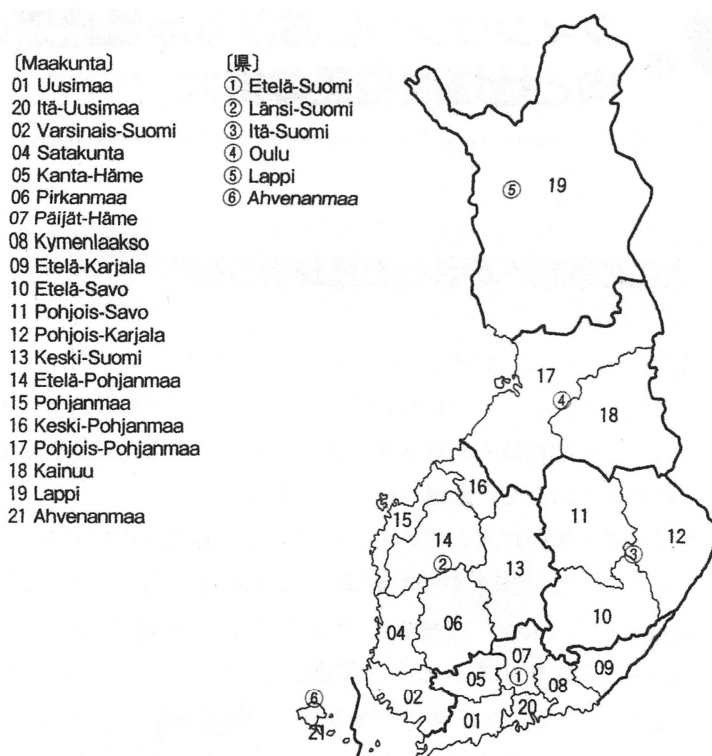 〔Maakunta〕
01 Uusimaa
20 Itä-Uusimaa
02 Varsinais-Suomi
04 Satakunta
05 Kanta-Häme
06 Pirkanmaa
07 Päijät-Häme
08 Kymenlaakso
09 Etelä-Karjala
10 Etelä-Savo
11 Pohjois-Savo
12 Pohjois-Karjala
13 Keski-Suomi
14 Etelä-Pohjanmaa
15 Pohjanmaa
16 Keski-Pohjanmaa
17 Pohjois-Pohjanmaa
18 Kainuu
19 Lappi
21 Ahvenanmaa
〔県〕
① Etelä-Suomi
② Länsi-Suomi
③ Itä-Suomi
④ Oulu
⑤ Lappi
⑥ Ahvenanmaa
⑤ 19
17
④
18
16
15
14
②
13
11
12
③
10
04
06
07
①
09
05
08
02
01
20
⑥
21